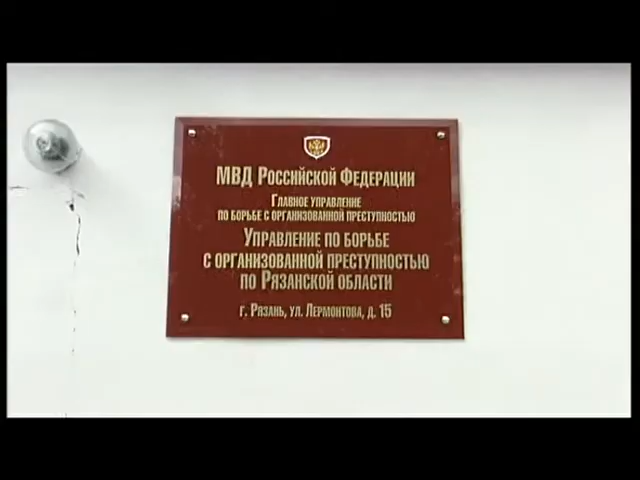 МВД Российской Федерации
Главное управление
по борьбе с организованной преступностью
Управление по борьбе
с организованной преступностью
по Рязанской области
г. Рязань, ул. Лермонтова, д. 15